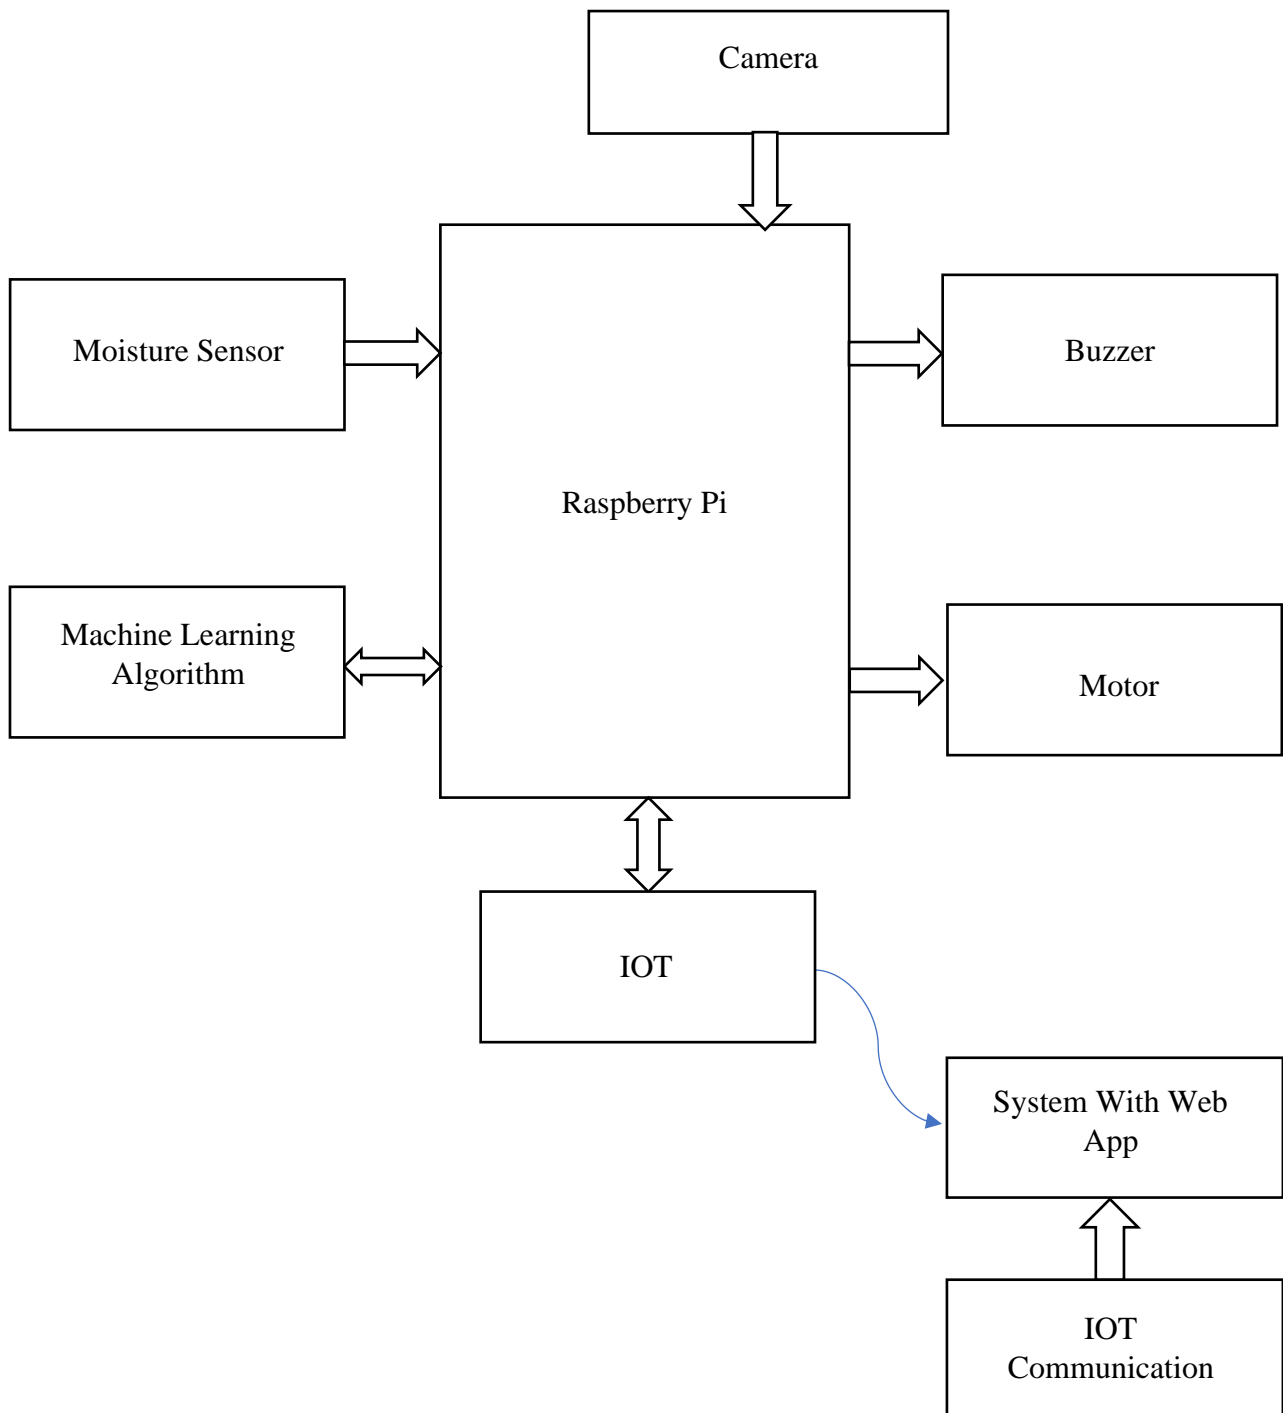 Camera
Moisture Sensor
Buzzer
Raspberry Pi
Machine Learning
Algorithm
Motor
IOT
System With Web
App
IOT
Communication